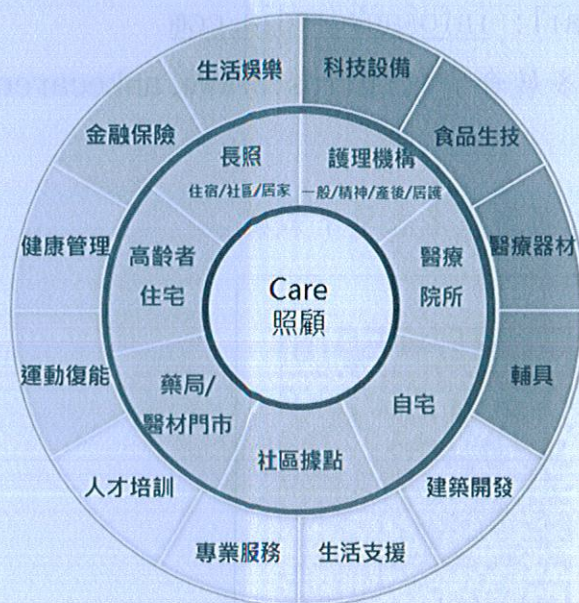 生活娛樂
科技設備
金融保險
食品生技
長照
住宿/社區/居家
護理機構
一般/精神/產後/居護
健康管理
高齡者
住宅
醫療
院所
醫療器材
Care
照顧
運動復能
藥局/
醫材門市
自宅
輔具
社區據點
人才培訓
建築開發
專業服務
生活支援